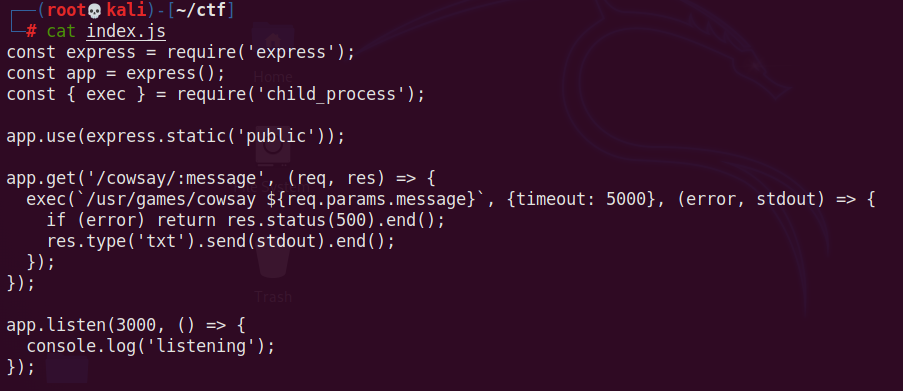 ┌──(root💀kali)-[~/ctf]
└─# cat index.js
const express = require('express');
const app = express();
const { exec } = require('child_process');

app.use(express.static('public'));

app.get('/cowsay/:message', (req, res) => {
  exec(`/usr/games/cowsay ${req.params.message}`, {timeout: 5000}, (error, stdout) => {
    if (error) return res.status(500).end();
    res.type('txt').send(stdout).end();
  });
});

app.listen(3000, () => {
  console.log('listening');
});
Home
Trash